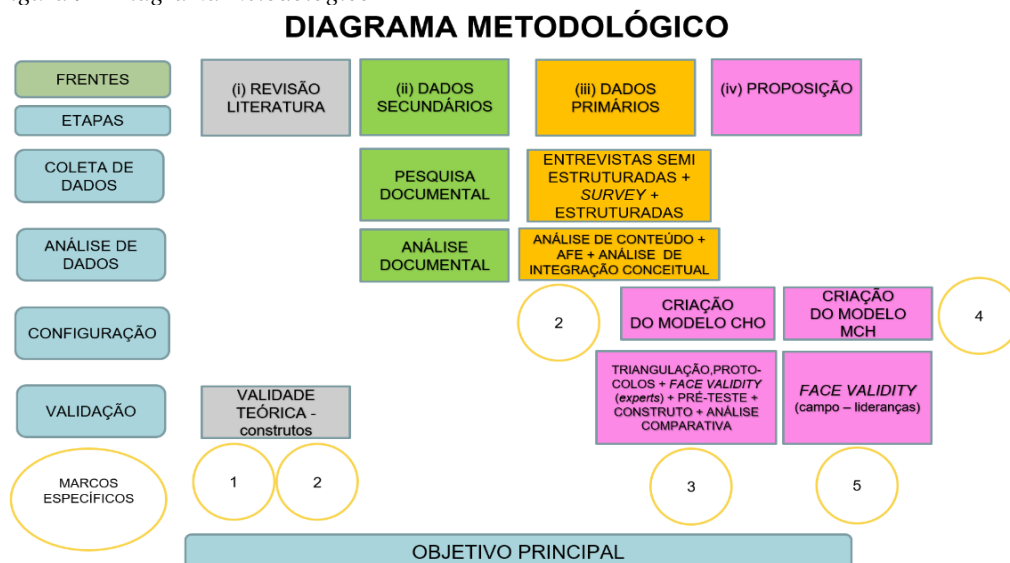 DIAGRAMA METODOLÓGICO
FRENTES
ETAPAS
(i) REVISÃO
LITERATURA
(ii) DADOS
SECUNDÁRIOS
(iii) DADOS
PRIMÁRIOS
(iv) PROPOSIÇÃO
COLETA DE
DADOS
PESQUISA
DOCUMENTAL
ENTREVISTAS SEMI
ESTRUTURADAS +
SURVEY +
ESTRUTURADAS
ANÁLISE DE
DADOS
ANÁLISE
DOCUMENTAL
ANÁLISE DE CONTEÚDO +
AFE + ANÁLISE DE
INTEGRAÇÃO CONCEITUAL
CONFIGURAÇÃO
2
CRIAÇÃO
DO MODELO CHO
CRIAÇÃO
DO MODELO
MCH
4
VALIDAÇÃO
VALIDADE
TEÓRICA -
construtos
TRIANGULAÇÃO,PROTO-
COLOS + FACE VALIDITY
(experts) + PRÉ-TESTE +
CONSTRUTO + ANÁLISE
COMPARATIVA
FACE VALIDITY
(campo – lideranças)
MARCOS
ESPECÍFICOS
1
2
3
5
OBJETIVO PRINCIPAL